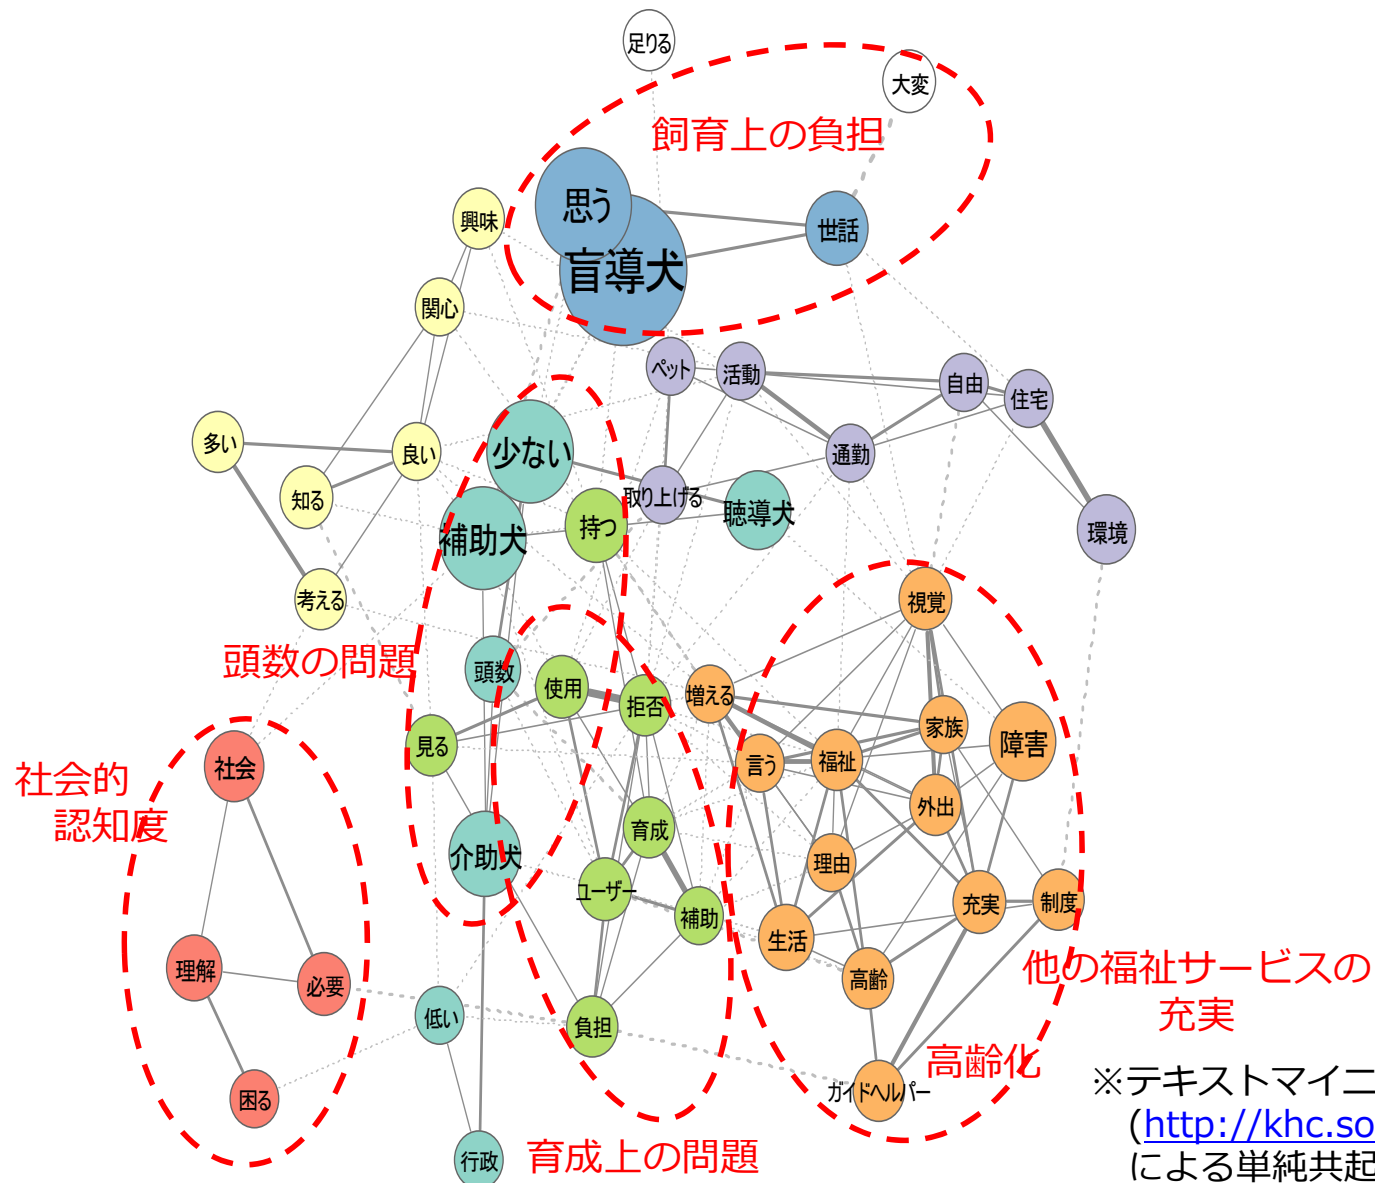 足りる
大変
飼育上の負担
思う
興味
世話
盲導犬
関心
ペット
活動
自由
住宅
多い
良い
少ない
通勤
知る
取り上げる
聴導犬
持つ
補助犬
環境
考える
視覚
頭数の問題
頭数
使用
増える
拒否
家族
見る
障害
社会的
認知度
社会
言う
福祉
外出
育成
介助犬
理由
ユーザー
補助
充実
制度
生活
理解
必要
高齢
他の福祉サービスの
充実
低い
負担
高齢化
困る
ガイドヘルパー
育成上の問題
行政
※テキストマイニ
(http://khc.so
による単純共起